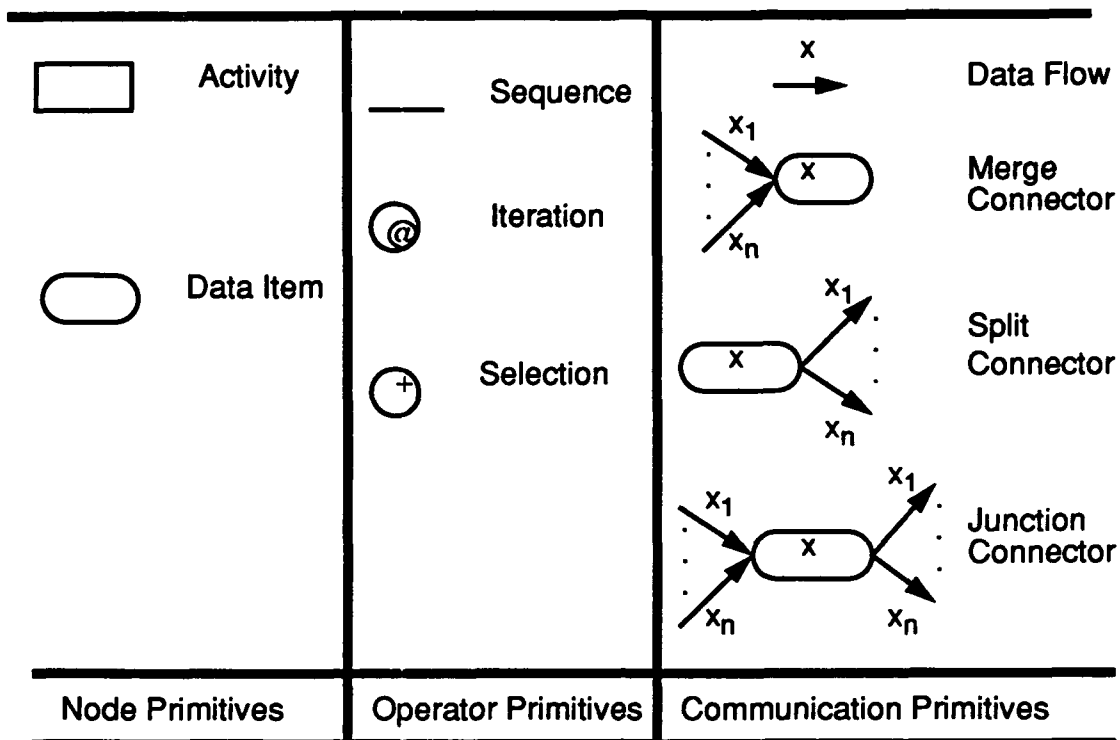 Activity
Data Item
Node Primitives
Sequence
@
Iteration
+
Selection
Operator Primitives
x
Data Flow
x1
x
xn
Merge
Connector
x1
x
xn
Split
Connector
x1
x1
x
xn
xn
Junction
Connector
Communication Primitives